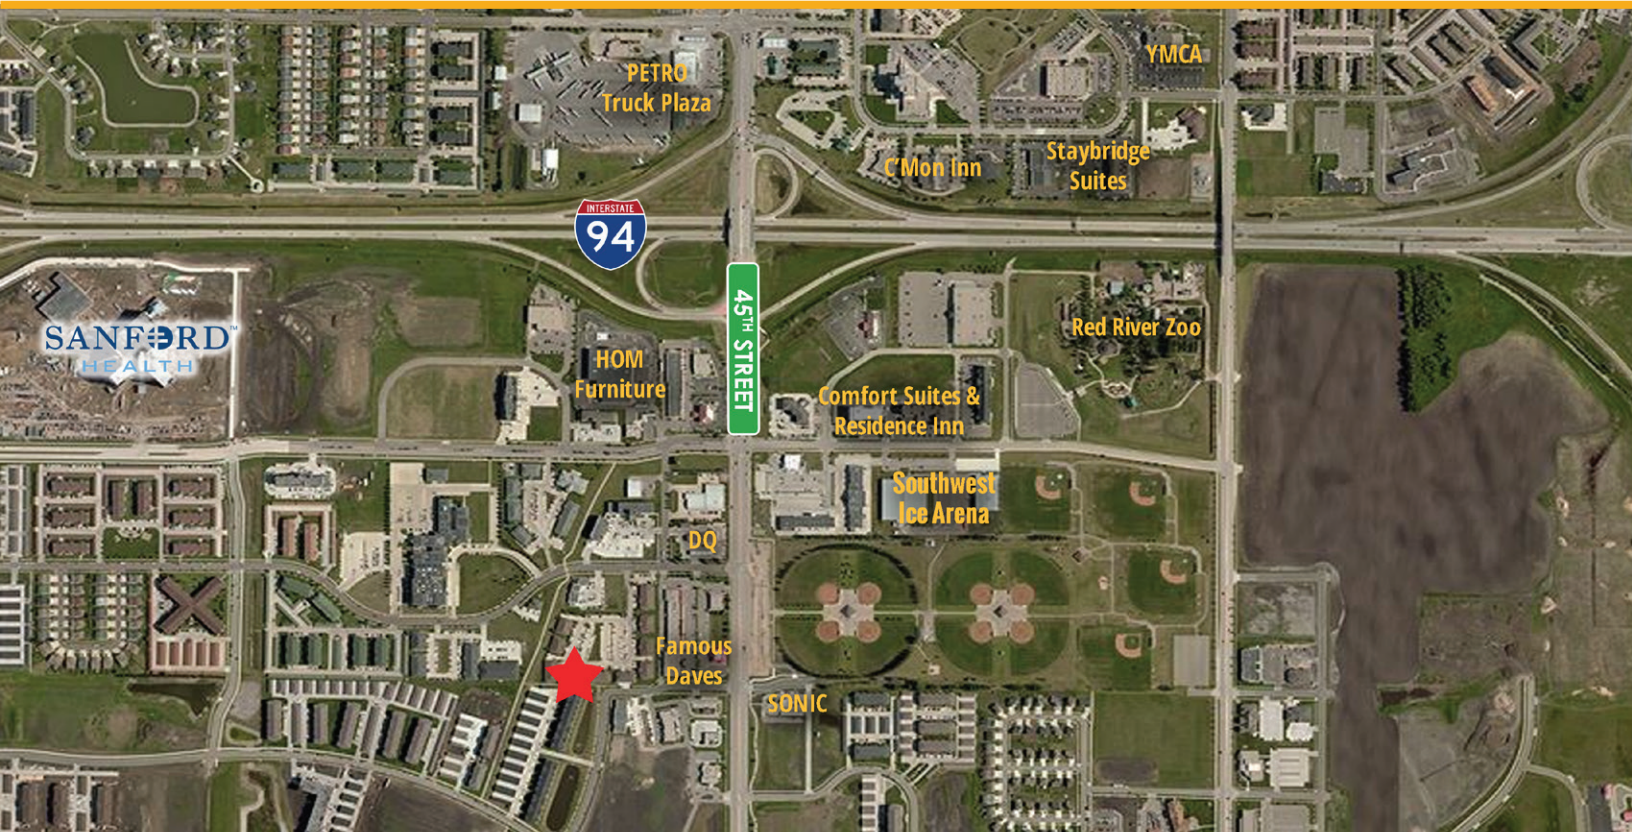 YMCA
PETRO
Truck Plaza
C'Mon Inn
Staybridge
Suites
INTERSTATE
94
45TH STREET
SANFORD™
HEALTH
Red River Zoo
HOM
Furniture
Comfort Suites &
Residence Inn
Southwest
Ice Arena
DQ
Famous
Daves
SONIC